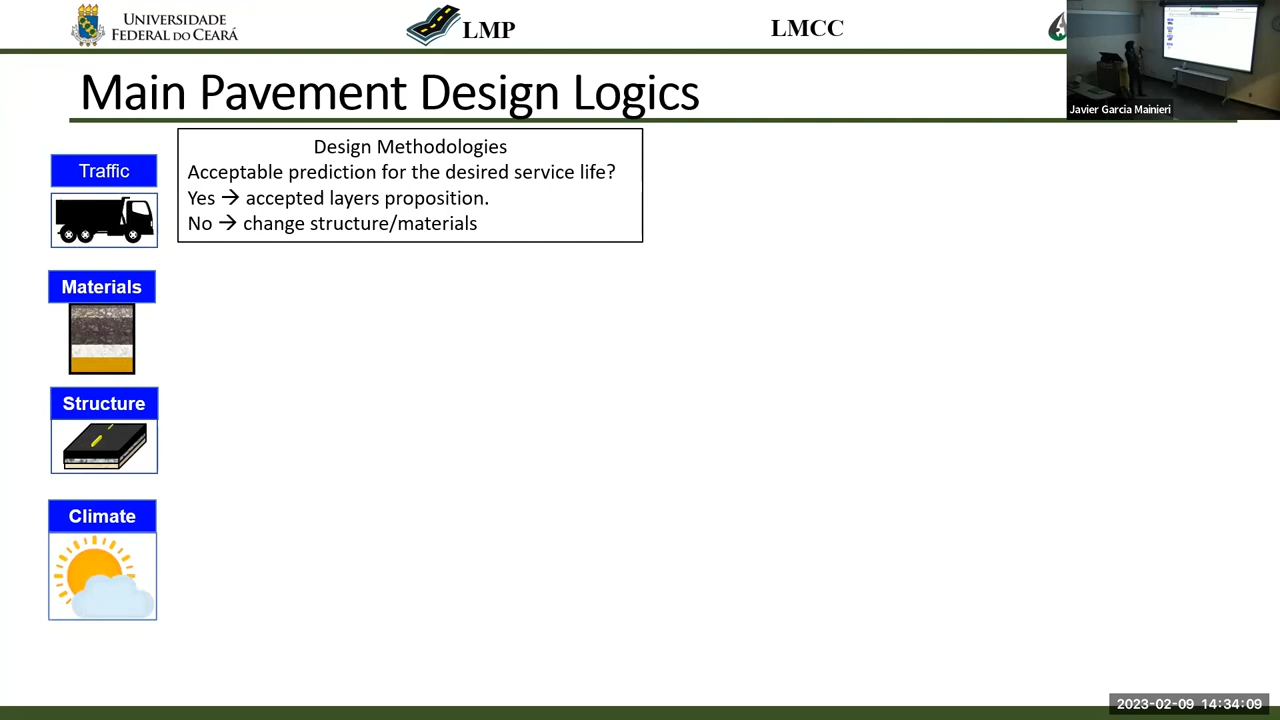 UNIVERSIDADE
FEDERAL DO CEARÁ
LMP
LMCC
Javier Garcia Mainieri
Main Pavement Design Logics
Design Methodologies
Acceptable prediction for the desired service life?
Yes → accepted layers proposition.
No → change structure/materials
Traffic
Materials
Structure
Climate
2023-02-09 14:34:09